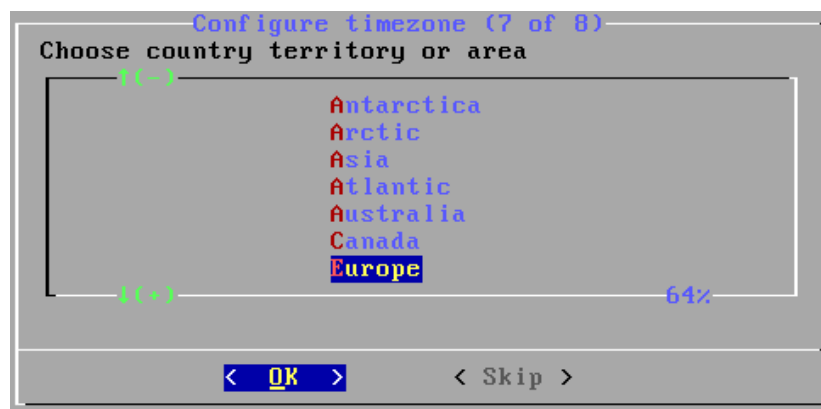 Configure timezone (7 of 8)
Choose country territory or area
↑(-)
Antarctica
Arctic
Asia
Atlantic
Australia
Canada
Europe
↓(+)
64%
< OK > < Skip >